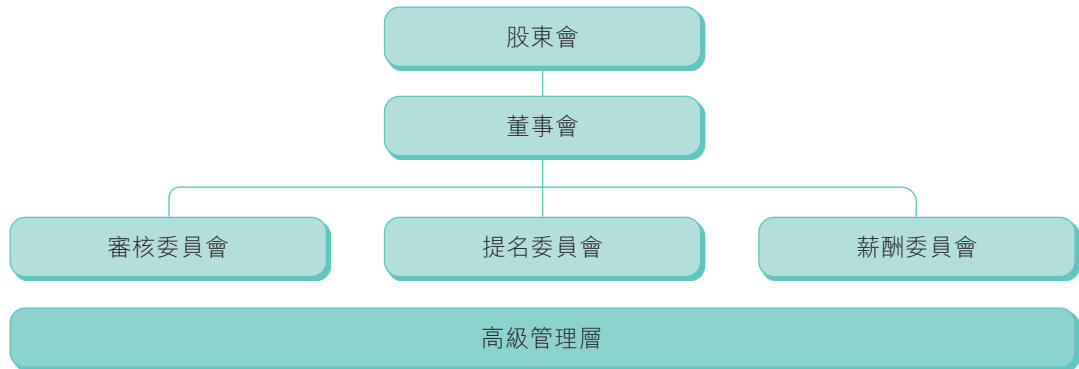 股東會
董事會
審核委員會
提名委員會
薪酬委員會
高級管理層